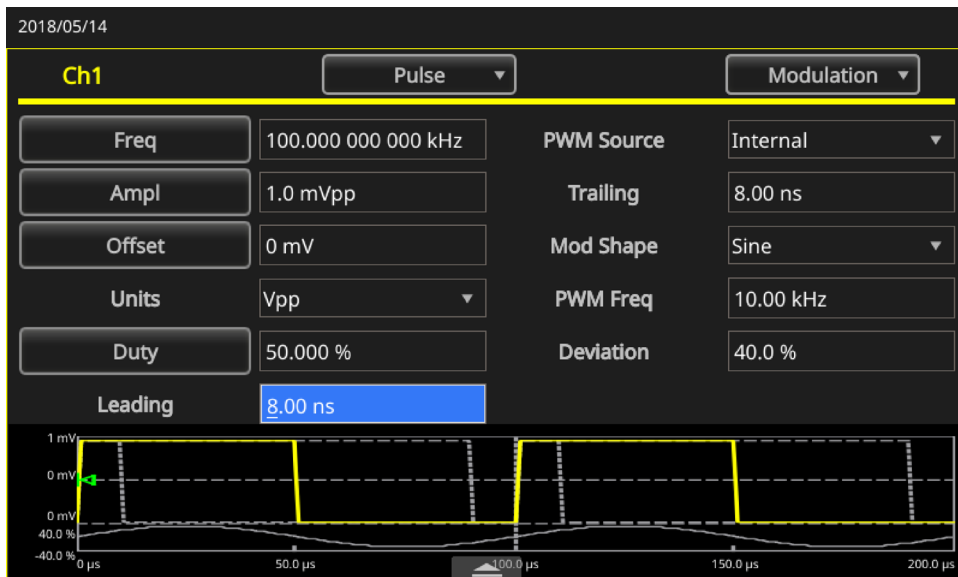 2018/05/14
Ch1 Pulse Modulation
Freq 100.000 000 000 kHz PWM Source Internal
Ampl 1.0 mVpp Trailing 8.00 ns
Offset 0 mV Mod Shape Sine
Units Vpp PWM Freq 10.00 kHz
Duty 50.000 % Deviation 40.0 %
Leading 8.00 ns
1 mV
0 mV
0 mV
40.0 %
-40.0 %
0 µs 50.0 µs 100.0 µs 150.0 µs 200.0 µs